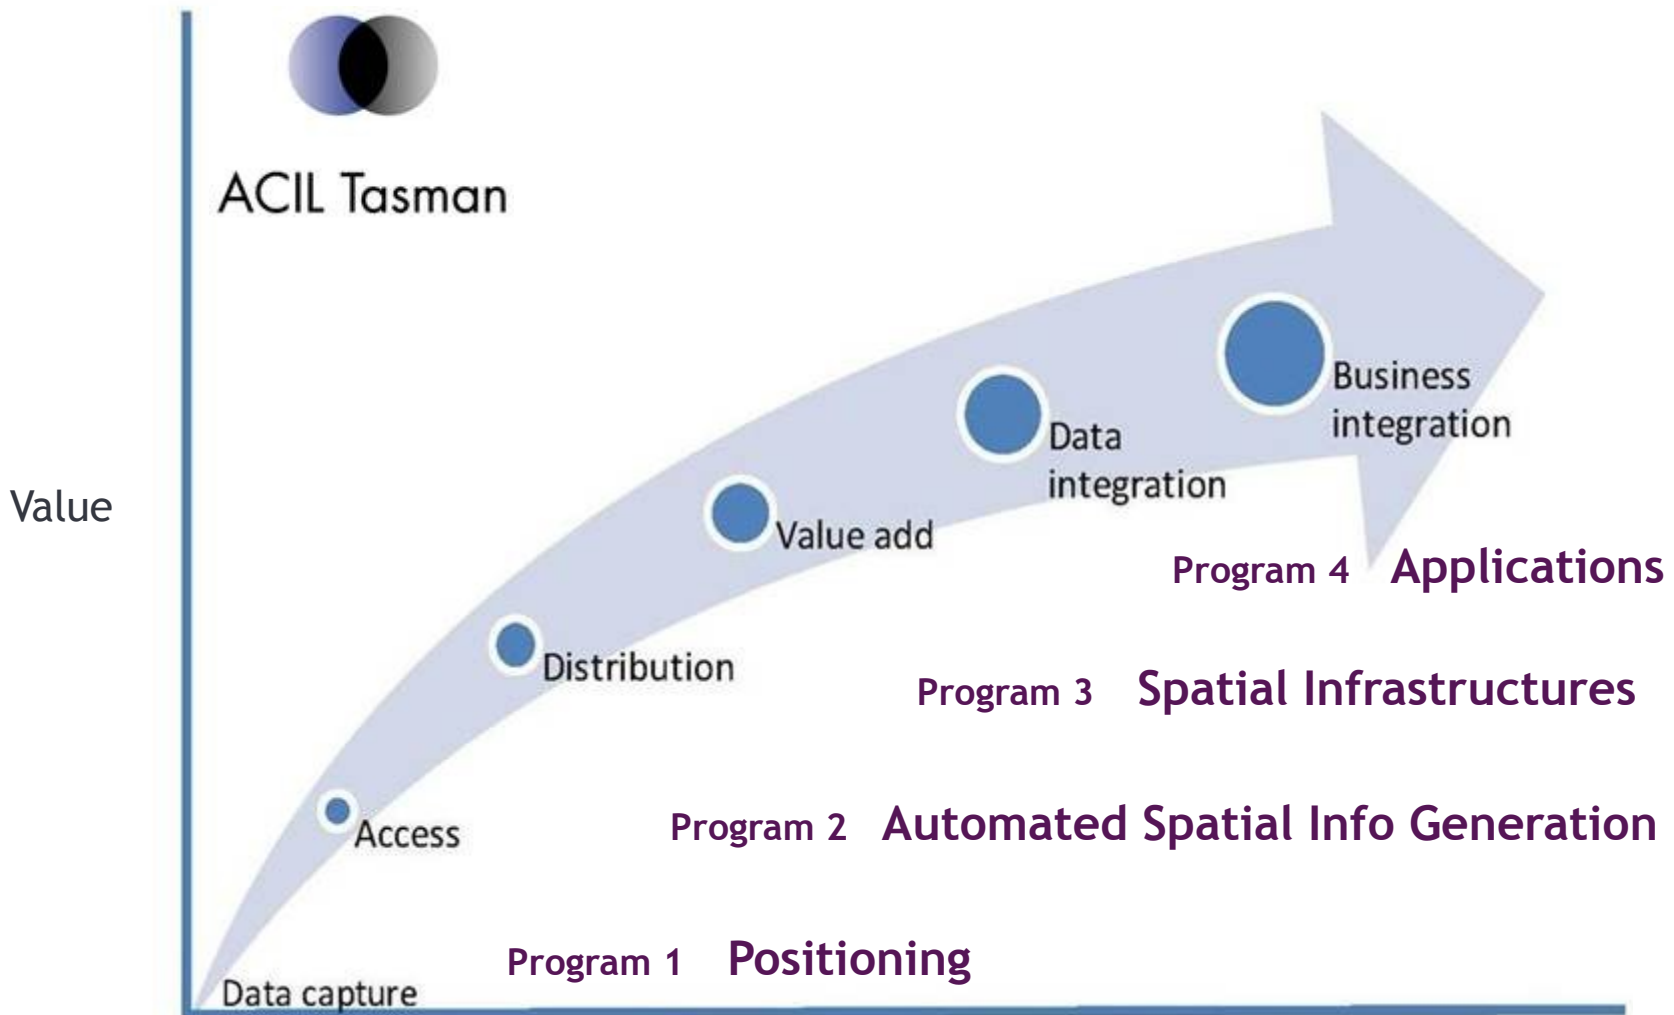 ACIL Tasman
Business
integration
Data
integration
Value
Value add
Program 4 Applications
Distribution
Program 3 Spatial Infrastructures
Access
Program 2 Automated Spatial Info Generation
Program 1 Positioning
Data capture